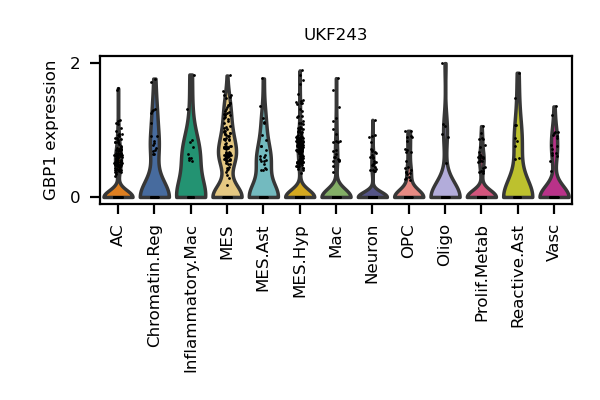 UKF243
GBP1 expression
2
0
AC
Chromatin.Reg
Inflammatory.Mac
MES
MES.Ast
MES.Hyp
Mac
Neuron
OPC
Oligo
Prolif.Metab
Reactive.Ast
Vasc